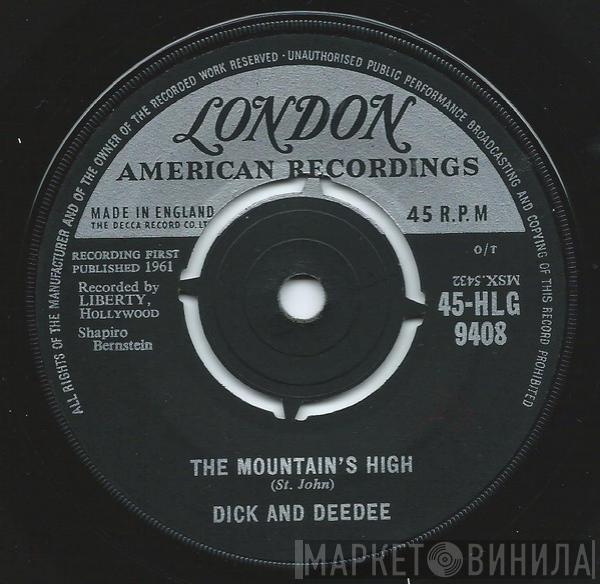 ALL RIGHTS OF THE MANUFACTURER AND OF THE OWNER OF THE RECORDED WORK RESERVED · UNAUTHORISED PUBLIC PERFORMANCE BROADCASTING AND COPYING OF THIS RECORD PROHIBITED
LONDON
AMERICAN RECORDINGS
MADE IN ENGLAND
THE DECCA RECORD CO. LT
45 R.P.M
RECORDING FIRST
PUBLISHED 1961
Recorded by
LIBERTY,
HOLLYWOOD
Shapiro
Bernstein
O/T
MSX.5432
45-HLG
9408
THE MOUNTAIN'S HIGH
(St. John)
DICK AND DEEDEE
МАРКЕТ ВИНИЛА